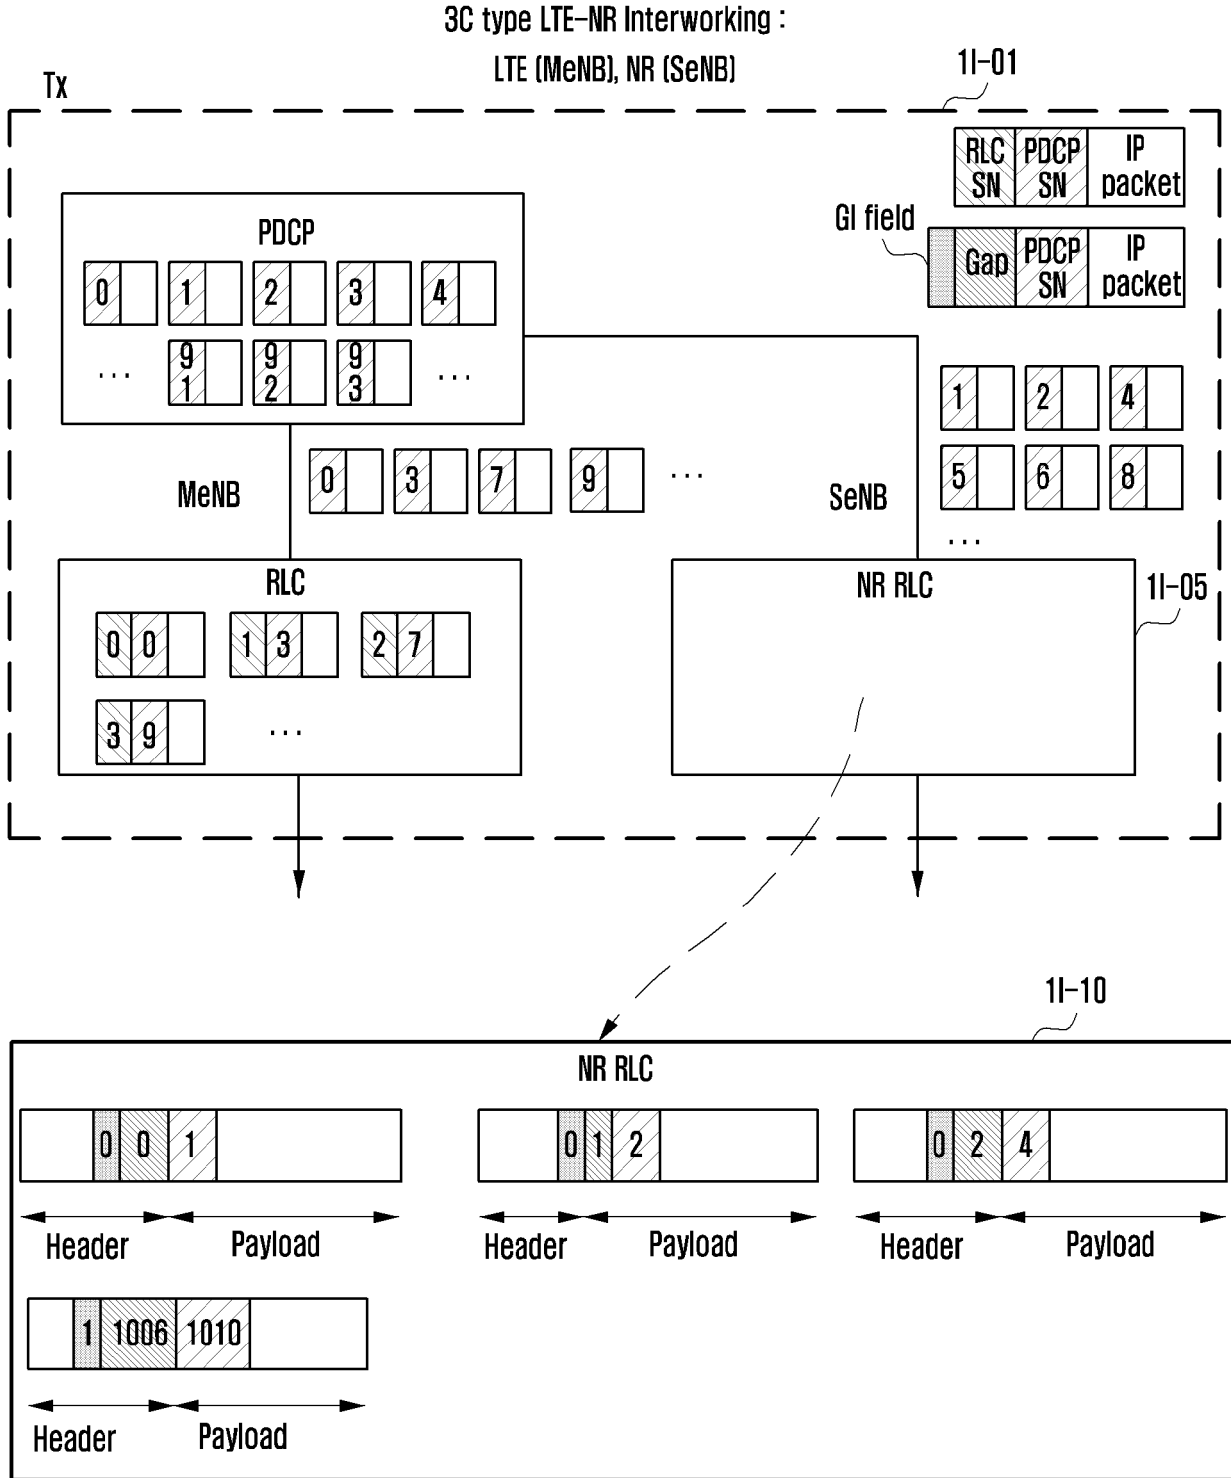 3C type LTE-NR Interworking :
LTE (MeNB), NR (SeNB)
Tx
1I-01
RLC SN PDCP SN IP packet
GI field
Gap PDCP SN IP packet
PDCP
0 1 2 3 4
... 91 92 93 ...
1 2 4
5 6 8
...
MeNB
0 3 7 9 ...
SeNB
RLC
0 0 1 3 2 7
3 9 ...
NR RLC
1I-05
1I-10
NR RLC
0 0 1 0 1 2 0 2 4
Header Payload Header Payload Header Payload
1 1006 1010
Header Payload